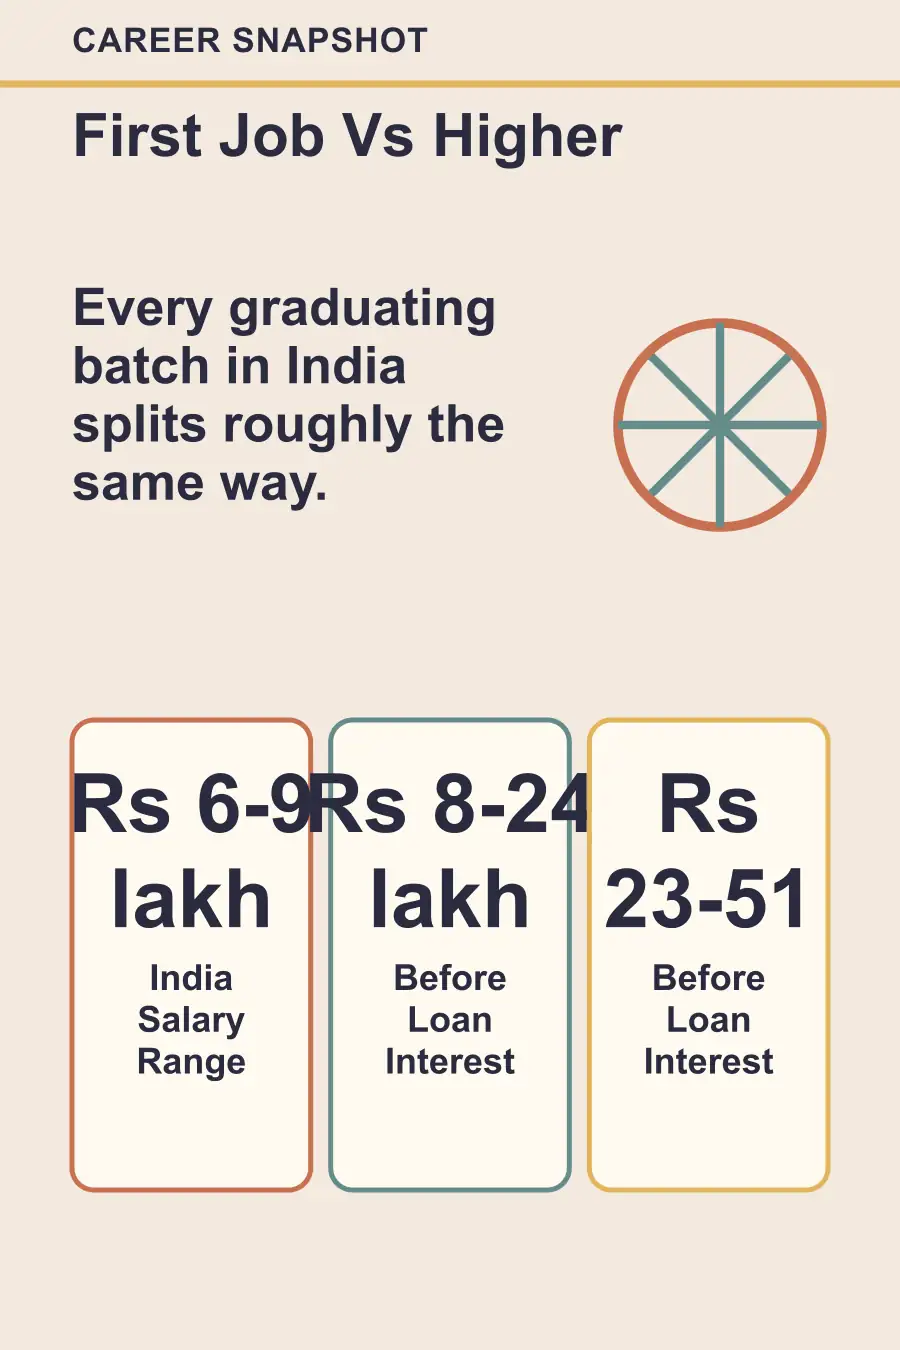 CAREER SNAPSHOT
First Job Vs Higher
Every graduating
batch in India
splits roughly the
same way.
Rs 6-9
lakh
India
Salary
Range
Rs 8-24
lakh
Before
Loan
Interest
Rs
23-51
Before
Loan
Interest